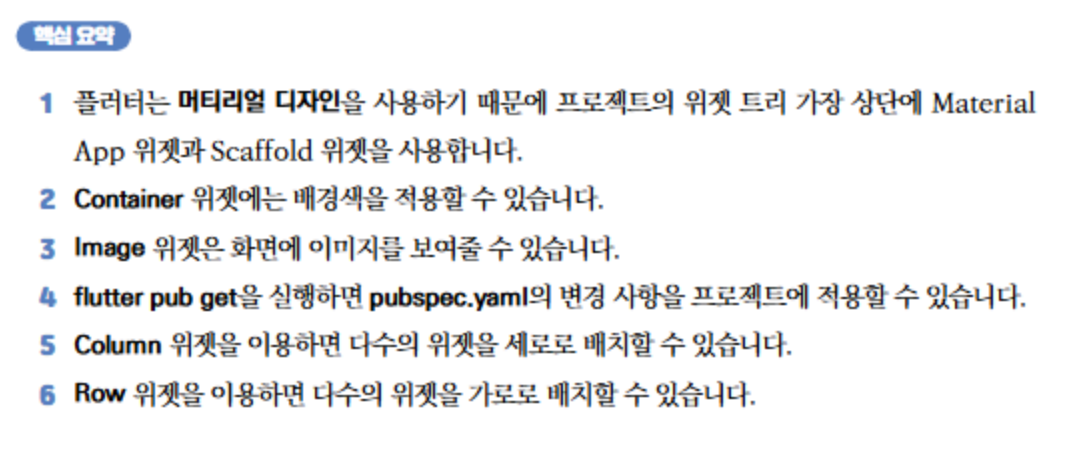 핵심 요약
1 플러터는 머티리얼 디자인을 사용하기 때문에 프로젝트의 위젯 트리 가장 상단에 Material
App 위젯과 Scaffold 위젯을 사용합니다.
2 Container 위젯에는 배경색을 적용할 수 있습니다.
3 Image 위젯은 화면에 이미지를 보여줄 수 있습니다.
4 flutter pub get을 실행하면 pubspec.yaml의 변경 사항을 프로젝트에 적용할 수 있습니다.
5 Column 위젯을 이용하면 다수의 위젯을 세로로 배치할 수 있습니다.
6 Row 위젯을 이용하면 다수의 위젯을 가로로 배치할 수 있습니다.